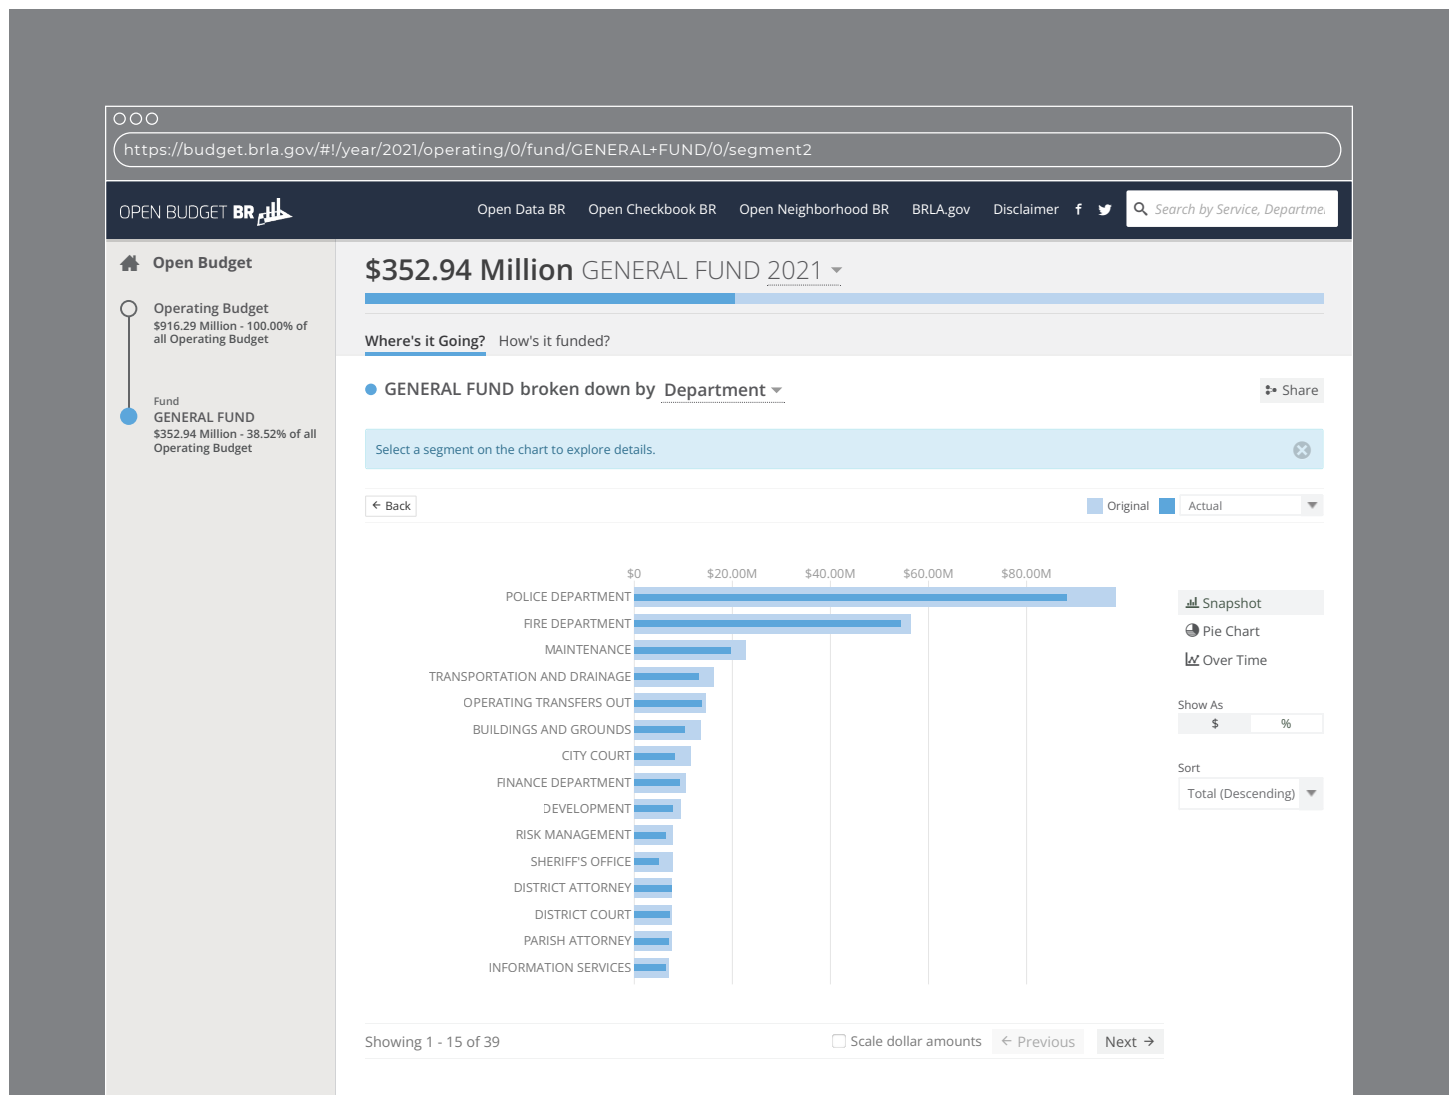 https://budget.brla.gov/#!/year/2021/operating/0/fund/GENERAL+FUND/0/segment2
OPEN BUDGET BR
Open Data BR Open Checkbook BR Open Neighborhood BR BRLA.gov Disclaimer
Search by Service, Departme
Open Budget
Operating Budget
$916.29 Million - 100.00% of
all Operating Budget
Fund
GENERAL FUND
$352.94 Million - 38.52% of all
Operating Budget
$352.94 Million GENERAL FUND 2021
Where's it Going? How's it funded?
GENERAL FUND broken down by Department
Share
Select a segment on the chart to explore details.
Back
Original Actual
$0 $20.00M $40.00M $60.00M $80.00M
POLICE DEPARTMENT
FIRE DEPARTMENT
MAINTENANCE
TRANSPORTATION AND DRAINAGE
OPERATING TRANSFERS OUT
BUILDINGS AND GROUNDS
CITY COURT
FINANCE DEPARTMENT
DEVELOPMENT
RISK MANAGEMENT
SHERIFF'S OFFICE
DISTRICT ATTORNEY
DISTRICT COURT
PARISH ATTORNEY
INFORMATION SERVICES
Snapshot
Pie Chart
Over Time
Show As
$ %
Sort
Total (Descending)
Showing 1 - 15 of 39
Scale dollar amounts
Previous
Next